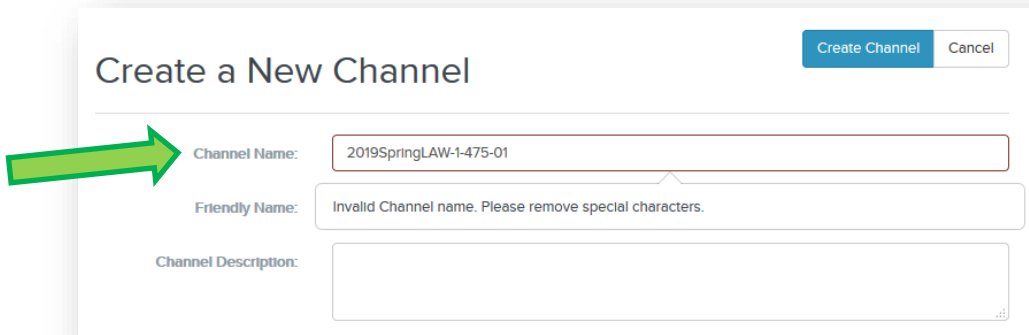 Create Channel Cancel
Create a New Channel
Channel Name: 2019SpringLAW-1-475-01
Friendly Name: Invalid Channel name. Please remove special characters.
Channel Description: